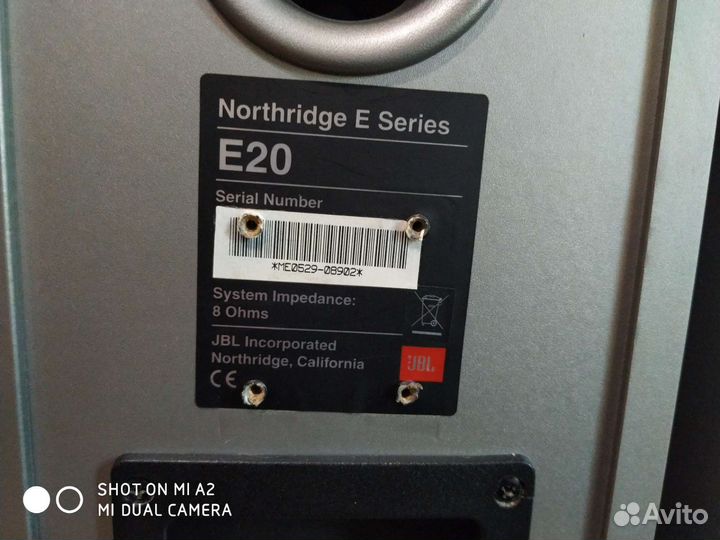 Northridge E Series
E20
Serial Number
*ME0529-08902*
System Impedance:
8 Ohms
JBL Incorporated
Northridge, California
CE
JBL
SHOT ON MI A2
MI DUAL CAMERA
Avito